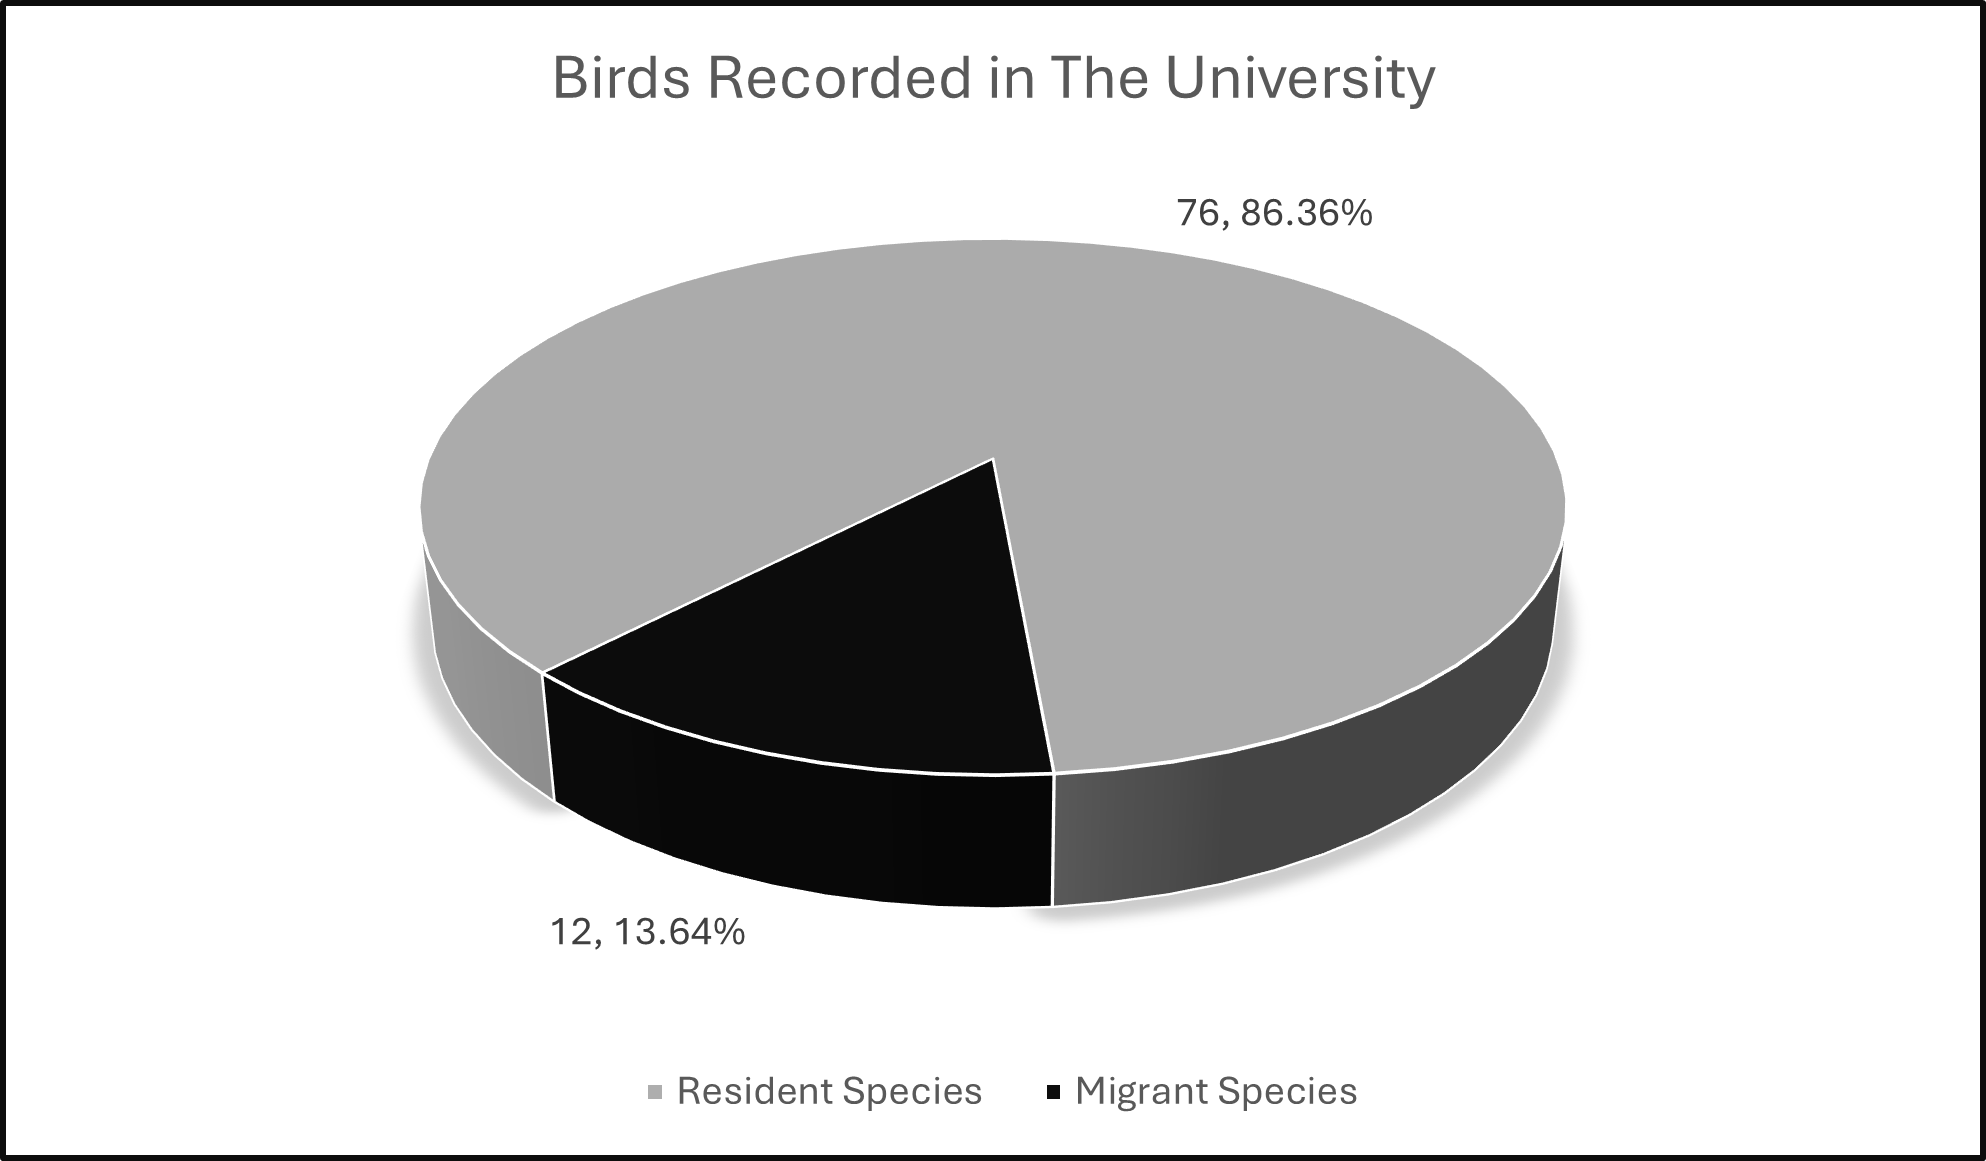 Birds Recorded in The University
76, 86.36%
12, 13.64%
Resident Species
Migrant Species